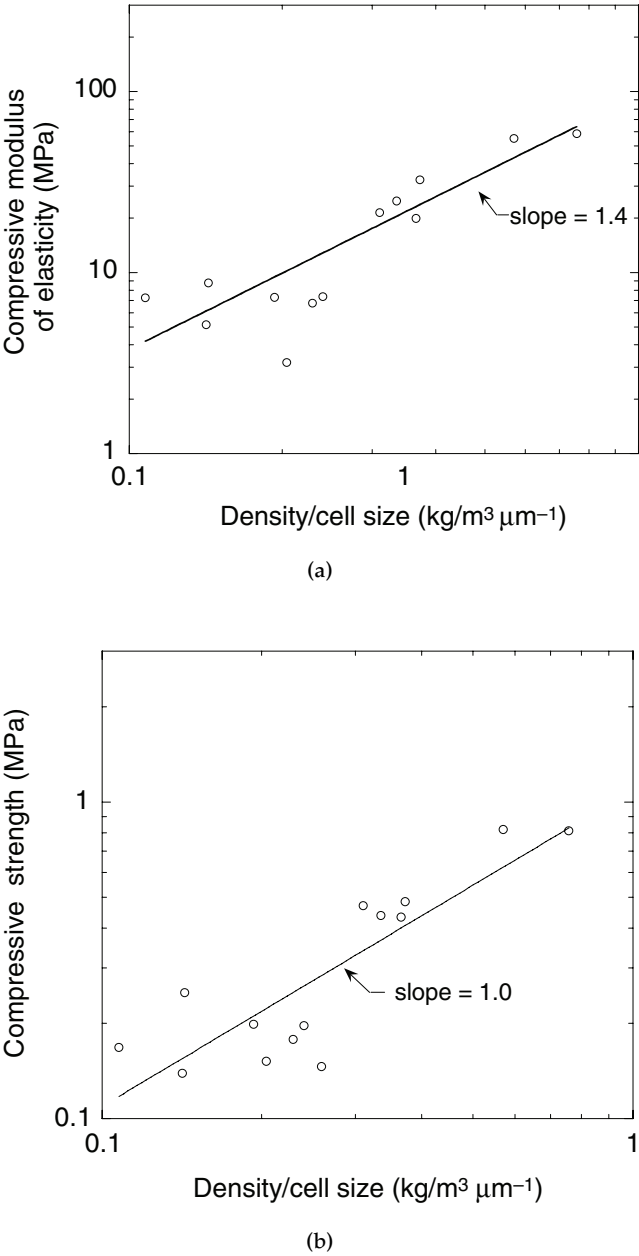 Compressive modulus
of elasticity (MPa)
100
10
1
slope = 1.4
0.1
1
Density/cell size (kg/m³ μm⁻¹)
(a)
Compressive strength (MPa)
1
0.1
slope = 1.0
0.1
1
Density/cell size (kg/m³ μm⁻¹)
(b)